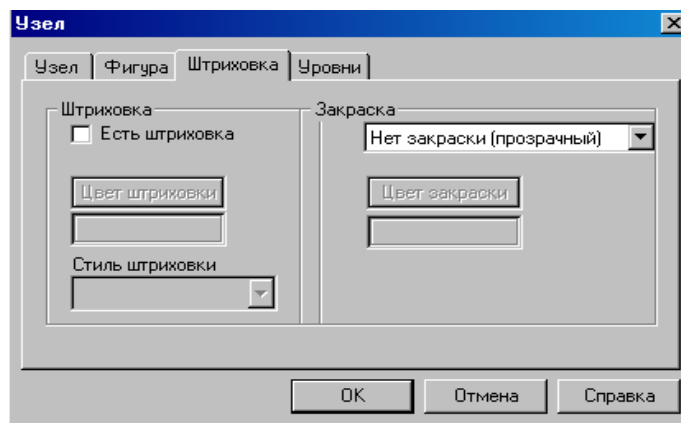 Узел
Узел Фигура Штриховка Уровни
Штриховка Закраска
Есть штриховка Нет закраски (прозрачный)
Цвет штриховки Цвет закраски
Стиль штриховки
OK Отмена Справка